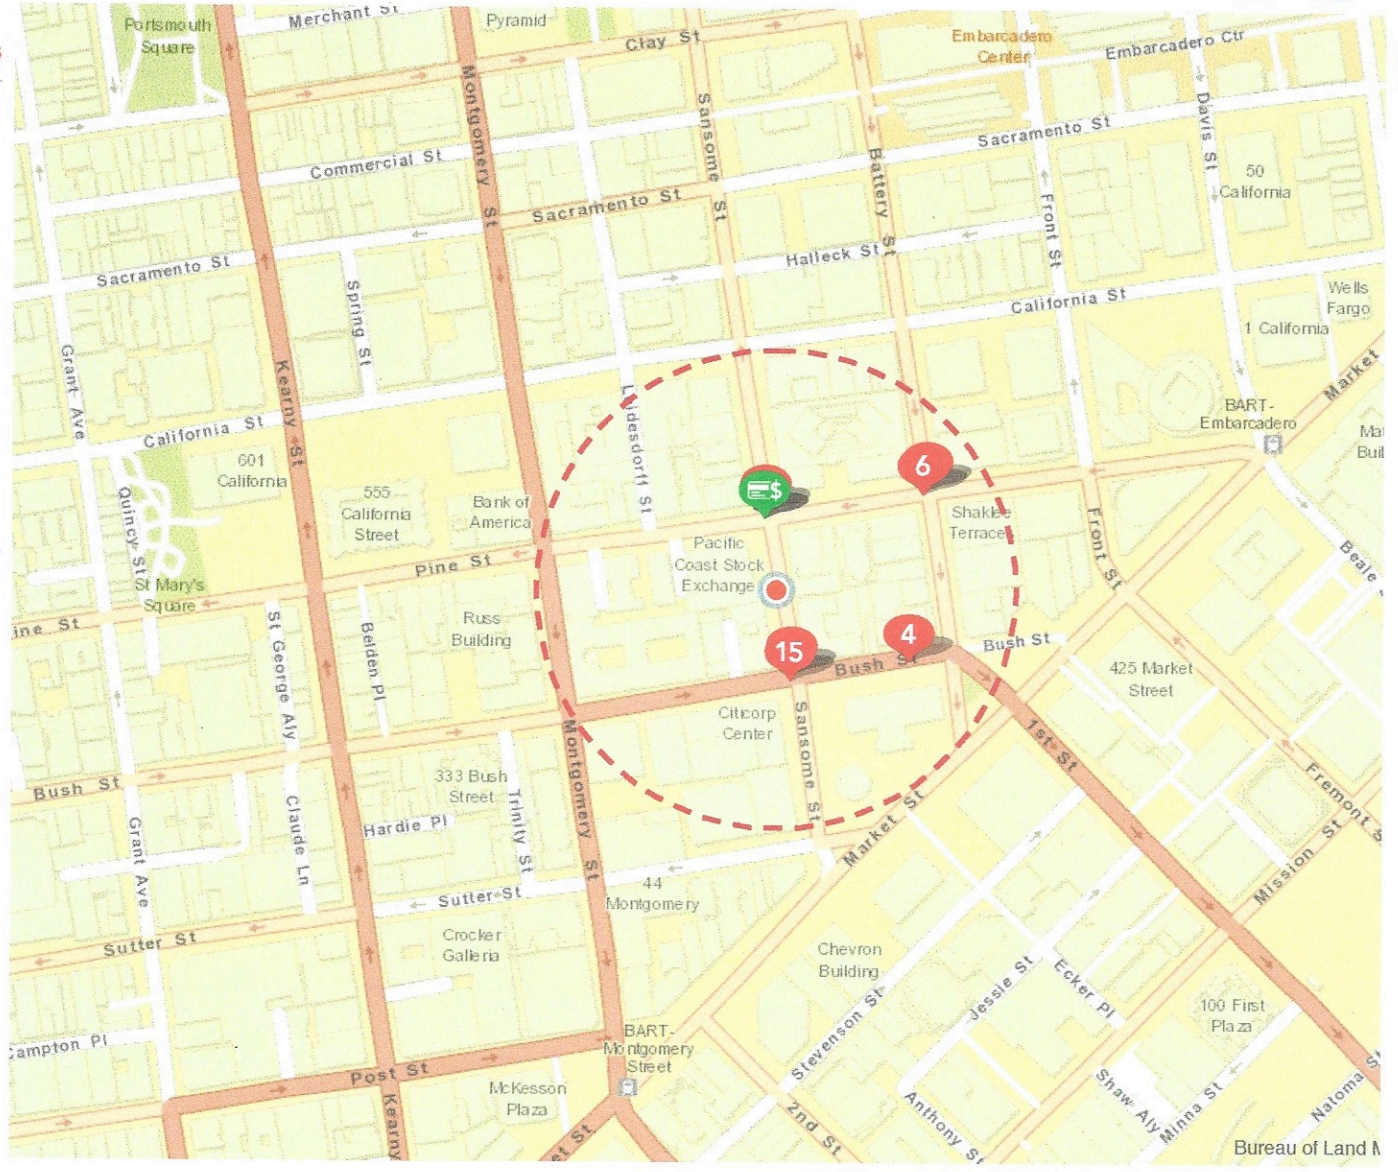 Portsmouth
Square
Merchant St
Pyramid
Clay St
Embarcadero
Center
Embarcadero Ctr
Montgomery St
Sansome St
Battery St
Sacramento St
Davis St
50
California
Commercial St
Sacramento St
Front St
Halleck St
Sacramento St
Spring St
California St
Wells
Fargo
1 California
Grant Ave
Kearny St
Leidesdorff St
Market
BART-
Embarcadero
California St
601
California
555
California
Street
Bank of
America
$
6
Quincy St
Shaklee
Terrace
Front St
Pacific
Coast Stock
Exchange
Pine St
St Mary's
Square
Beale
ine St
St George Aly
Belden Pl
Russ
Building
15
4
Bush St
Bush St
425 Market
Street
Citicorp
Center
Sansome St
1st St
Montgomery St
333 Bush
Street
Trinity St
Bush St
Claude Ln
Hardie Pl
Market St
Fremont S
Grant Ave
Mission St
44
Montgomery
Sutter St
Sutter St
Crocker
Galleria
Chevron
Building
Jessie St
Ecker Pl
Stevenson St
100 First
Plaza
Campton Pl
BART-
Montgomery
Street
Post St
McKesson
Plaza
Kearny
2nd St
Anthony St
Shaw Aly
Minna St
Natoma St
et St
Bureau of Land M